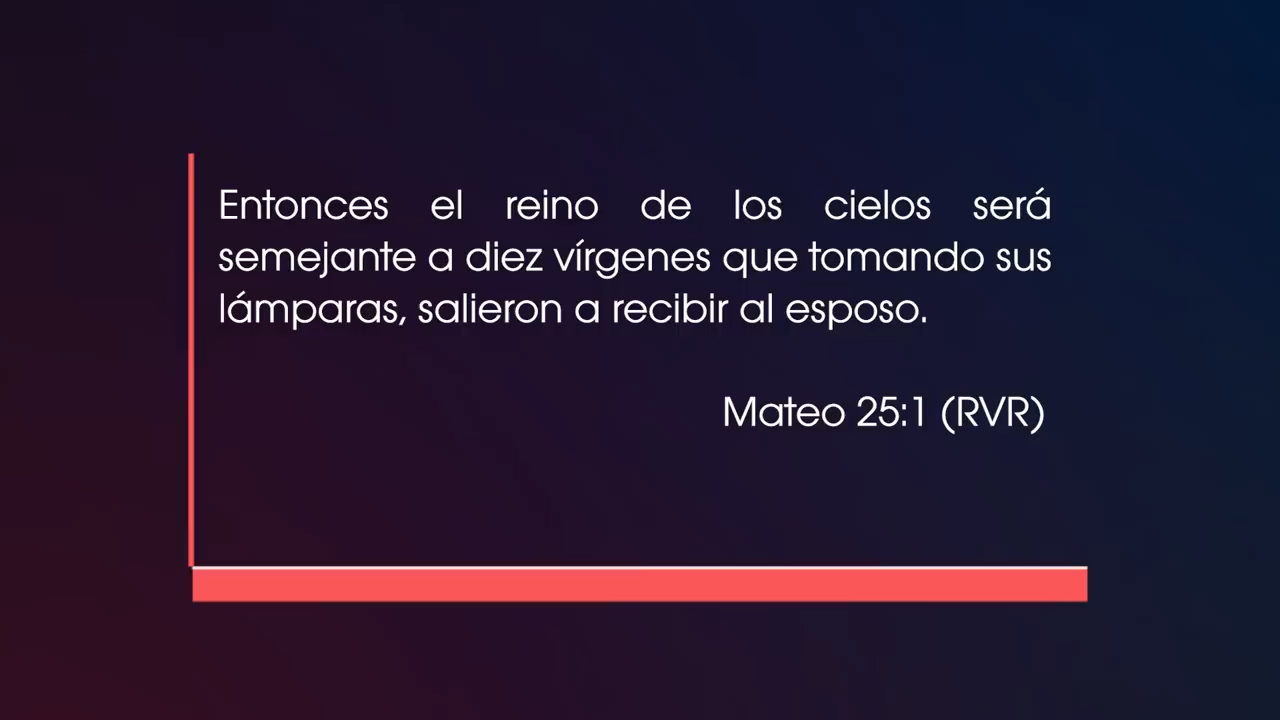 Entonces el reino de los cielos será
semejante a diez vírgenes que tomando sus
lámparas, salieron a recibir al esposo.
Mateo 25:1 (RVR)